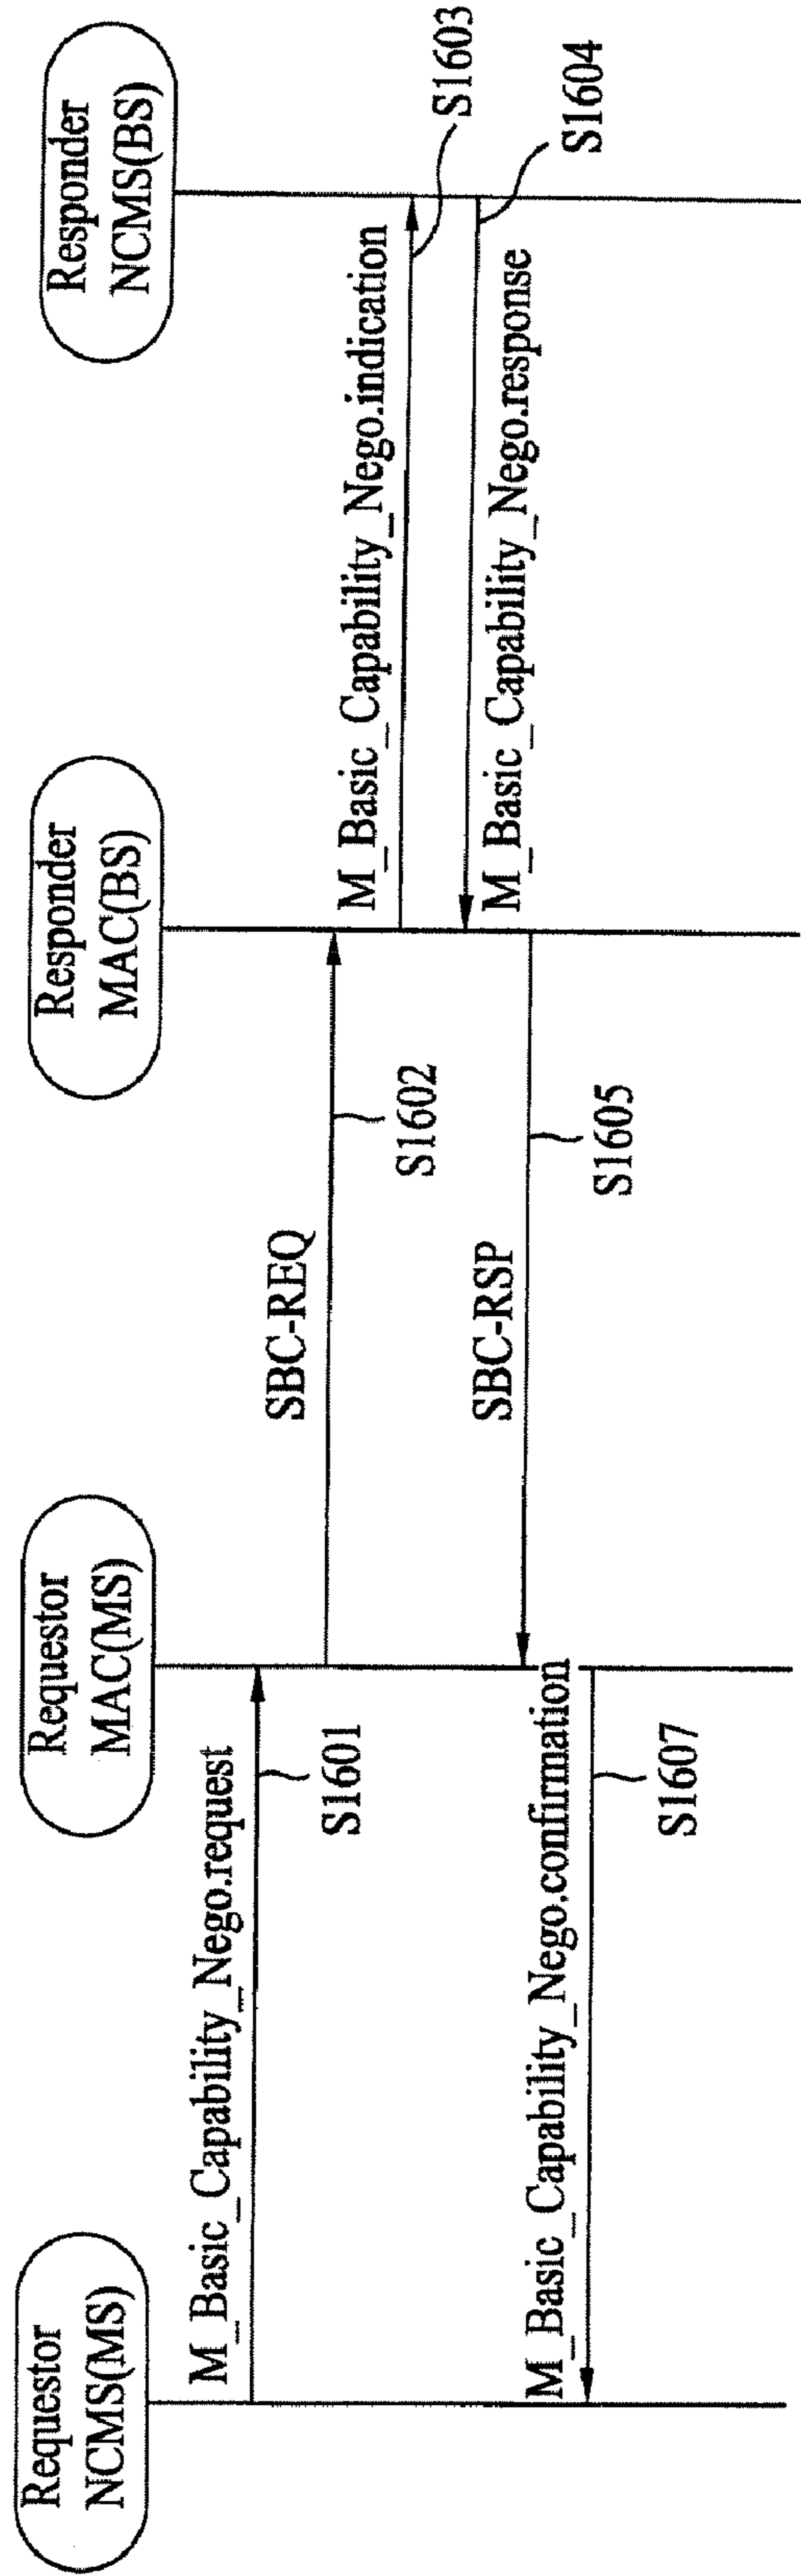 Requestor
NCMS(MS)
Requestor
MAC(MS)
Responder
MAC(BS)
Responder
NCMS(BS)
M_Basic_Capability_Nego.request
S1601
SBC-REQ
S1602
M_Basic_Capability_Nego.indication
S1603
S1604
M_Basic_Capability_Nego.response
SBC-RSP
S1605
M_Basic_Capability_Nego.confirmation
S1607